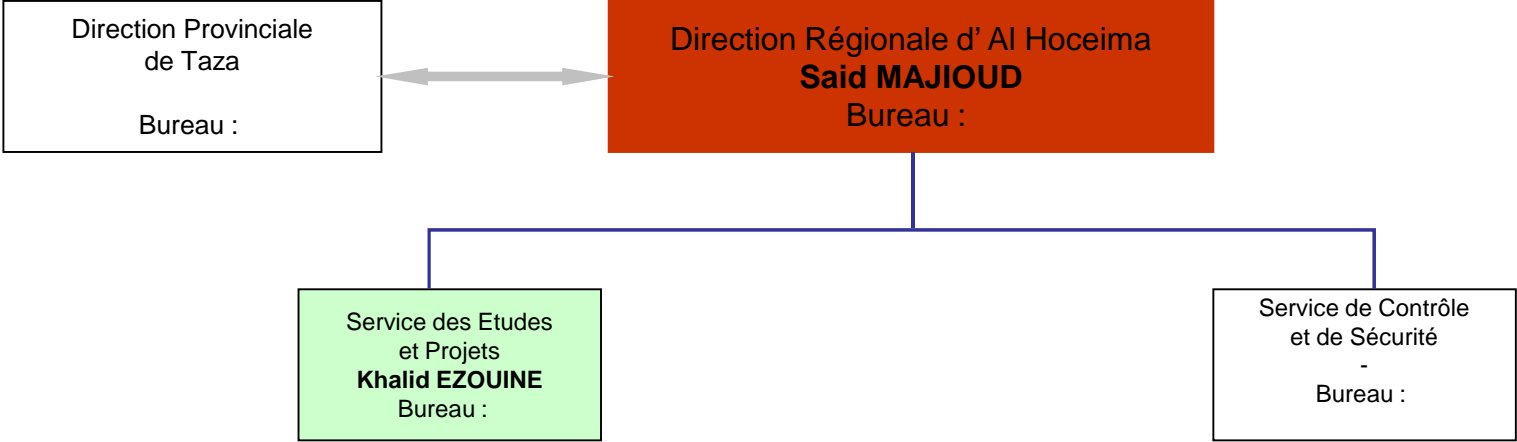 Direction Provinciale
de Taza
Bureau :
Direction Régionale d’ Al Hoceima
Said MAJIOUD
Bureau :
Service des Etudes
et Projets
Khalid EZOUINE
Bureau :
Service de Contrôle
et de Sécurité
-
Bureau :